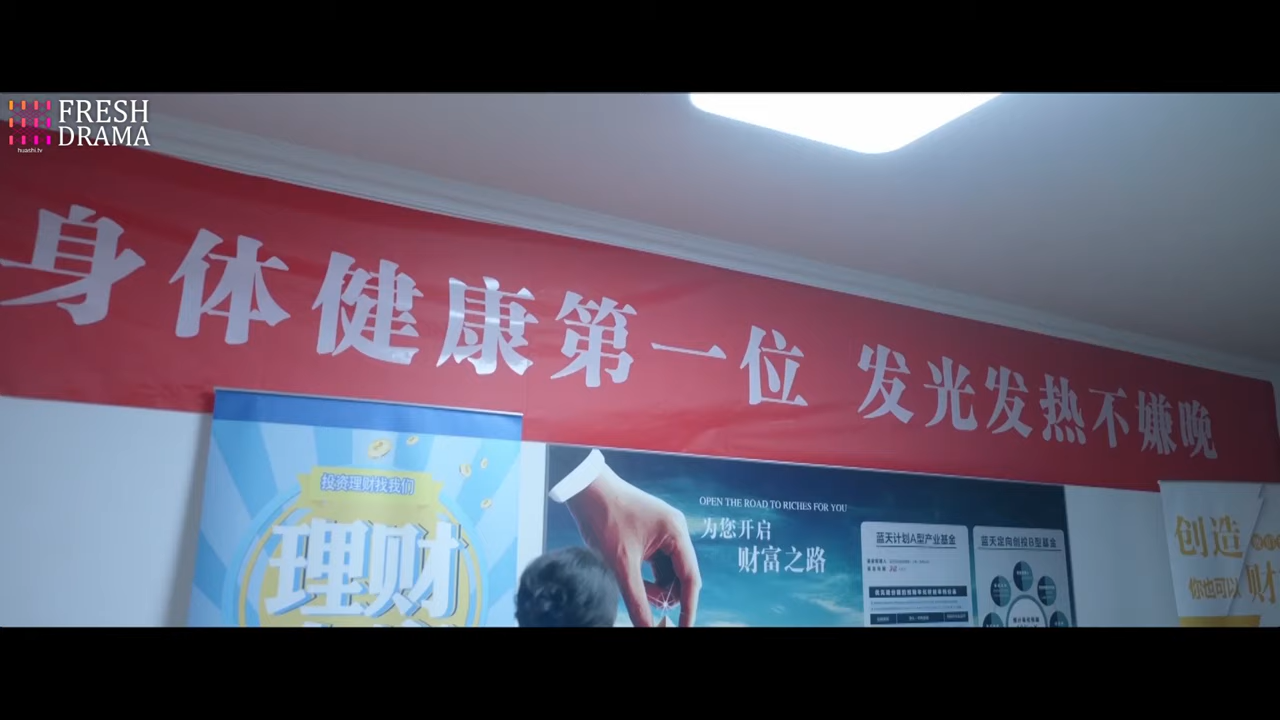 FRESH
DRAMA
huashi.tv
身体健康第一位 发光发热不嫌晚
投资理财找我们
理财
OPEN THE ROAD TO RICHES FOR YOU
为您开启
财富之路
蓝天计划A型产业基金
蓝天定向创投B型基金
创造
你也可以
财